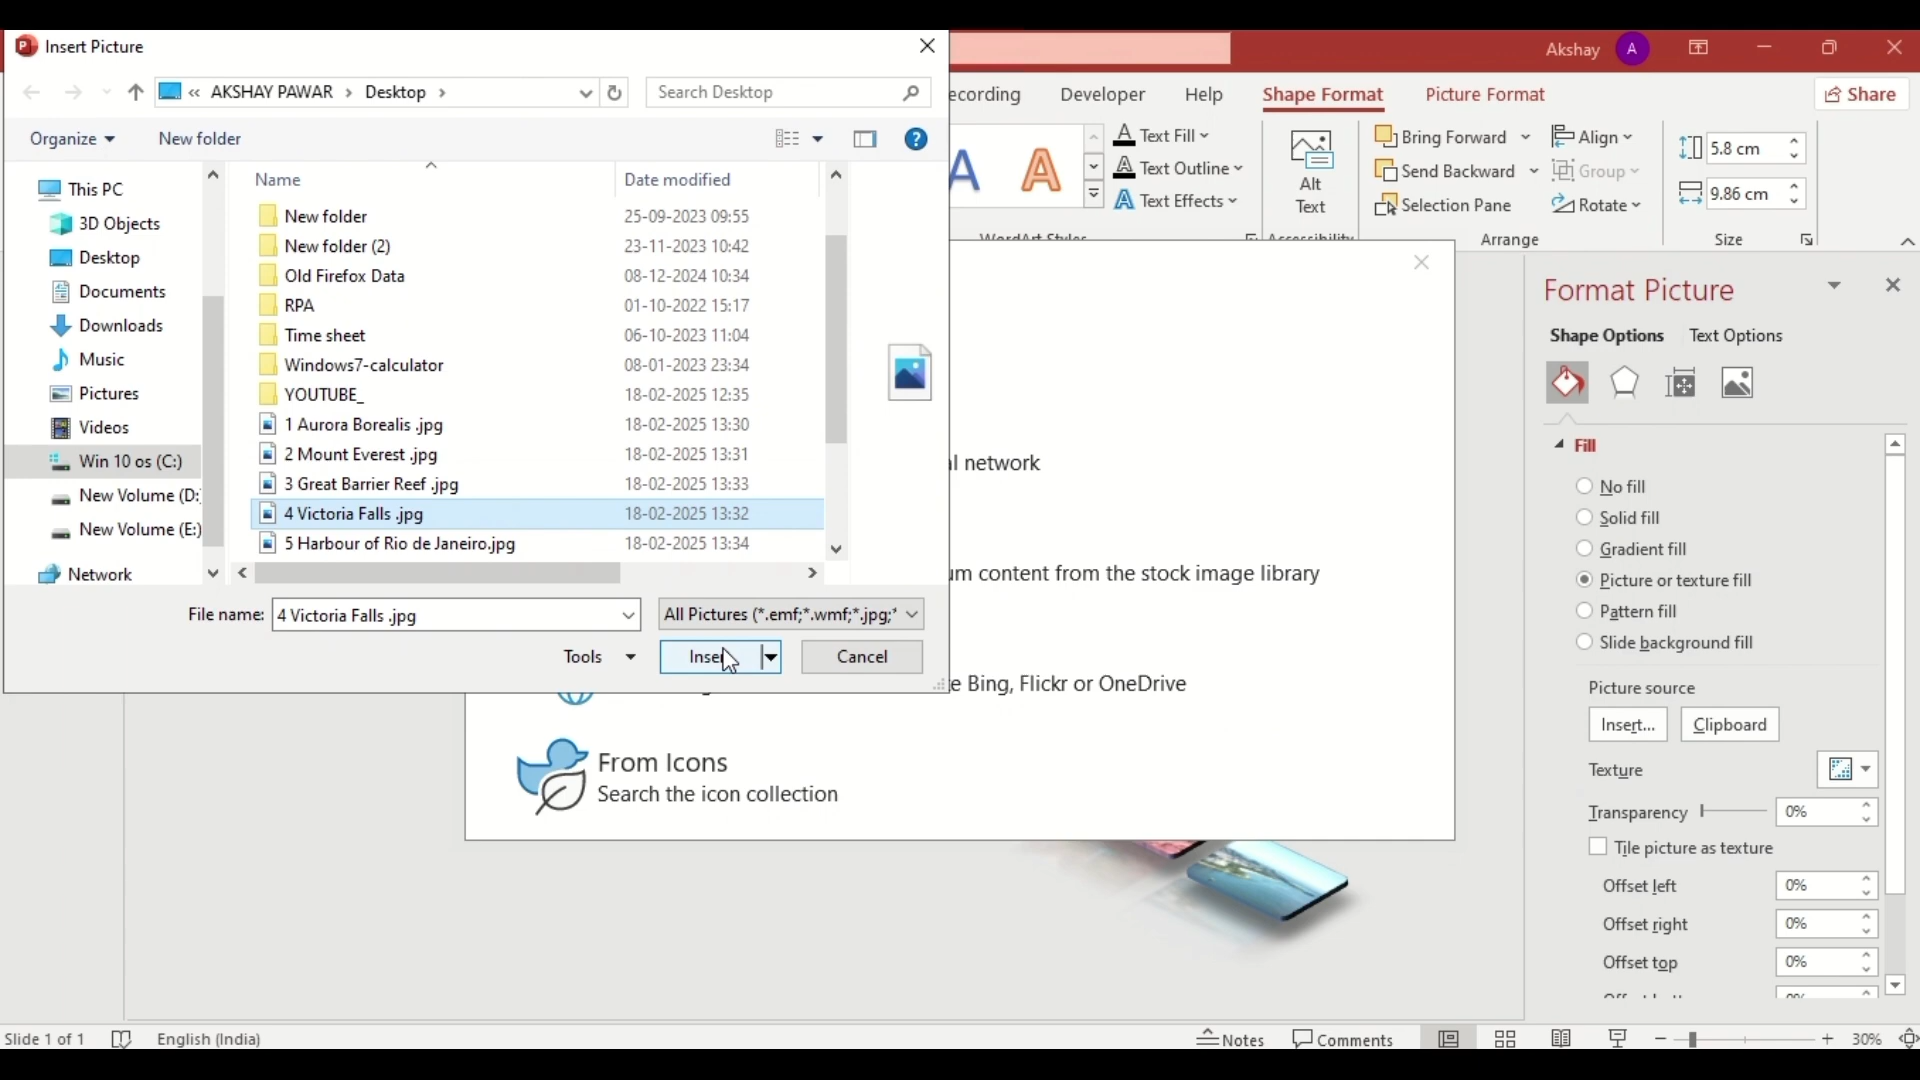 Insert Picture
Akshay A
« AKSHAY PAWAR > Desktop >
Search Desktop
ecording Developer Help Shape Format Picture Format Share
Organize New folder
Name Date modified
This PC
3D Objects
Desktop
Documents
Downloads
Music
Pictures
Videos
Win 10 os (C:)
New Volume (D:
New Volume (E:)
Network
New folder 25-09-2023 09:55
New folder (2) 23-11-2023 10:42
Old Firefox Data 08-12-2024 10:34
RPA 01-10-2022 15:17
Time sheet 06-10-2023 11:04
Windows7-calculator 08-01-2023 23:34
YOUTUBE_ 18-02-2025 12:35
1 Aurora Borealis .jpg 18-02-2025 13:30
2 Mount Everest .jpg 18-02-2025 13:31
3 Great Barrier Reef .jpg 18-02-2025 13:33
4 Victoria Falls .jpg 18-02-2025 13:32
5 Harbour of Rio de Janeiro.jpg 18-02-2025 13:34
File name: 4 Victoria Falls .jpg
All Pictures (*.emf;*.wmf;*.jpg;*
Tools Inser Cancel
A A
Text Fill
Text Outline
Text Effects
WordArt Styles
Alt
Text
Accessibility
Bring Forward
Send Backward
Selection Pane
Align
Group
Rotate
Arrange
5.8 cm
9.86 cm
Size
l network
um content from the stock image library
e Bing, Flickr or OneDrive
From Icons
Search the icon collection
Format Picture
Shape Options Text Options
Fill
No fill
Solid fill
Gradient fill
Picture or texture fill
Pattern fill
Slide background fill
Picture source
Insert... Clipboard
Texture
Transparency 0%
Tile picture as texture
Offset left 0%
Offset right 0%
Offset top 0%
Slide 1 of 1 English (India)
Notes Comments 30%